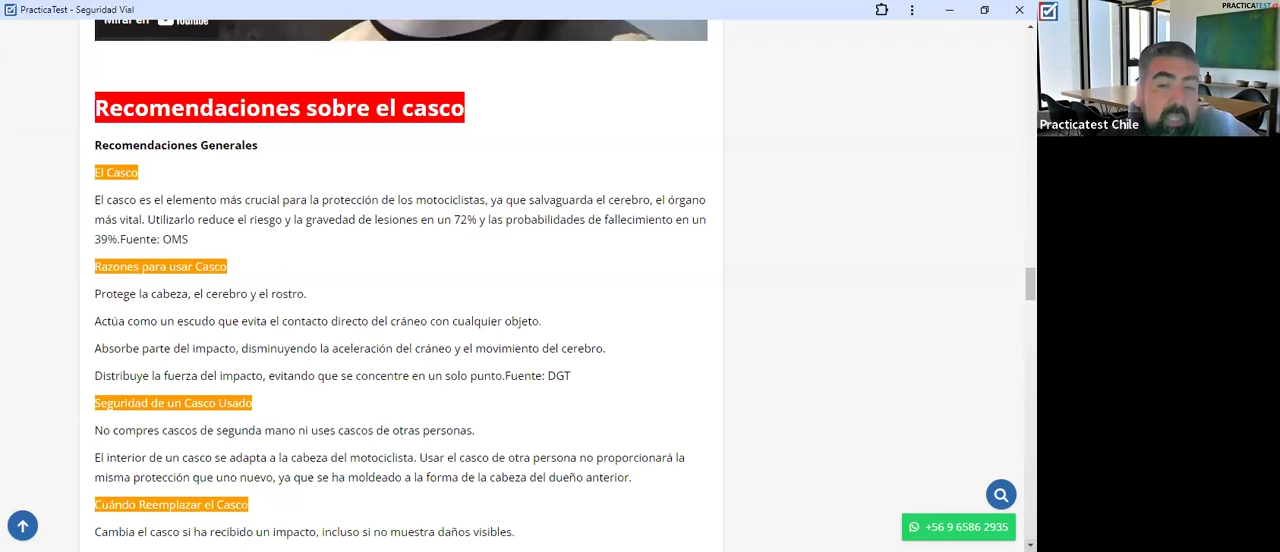 PracticaTest - Seguridad Vial
Mirar en YouTube
PRACTICATEST.cl
Practicatest Chile
Recomendaciones sobre el casco
Recomendaciones Generales
El Casco
El casco es el elemento más crucial para la protección de los motociclistas, ya que salvaguarda el cerebro, el órgano
más vital. Utilizarlo reduce el riesgo y la gravedad de lesiones en un 72% y las probabilidades de fallecimiento en un
39%.Fuente: OMS
Razones para usar Casco
Protege la cabeza, el cerebro y el rostro.
Actúa como un escudo que evita el contacto directo del cráneo con cualquier objeto.
Absorbe parte del impacto, disminuyendo la aceleración del cráneo y el movimiento del cerebro.
Distribuye la fuerza del impacto, evitando que se concentre en un solo punto.Fuente: DGT
Seguridad de un Casco Usado
No compres cascos de segunda mano ni uses cascos de otras personas.
El interior de un casco se adapta a la cabeza del motociclista. Usar el casco de otra persona no proporcionará la
misma protección que uno nuevo, ya que se ha moldeado a la forma de la cabeza del dueño anterior.
Cuándo Reemplazar el Casco
Cambia el casco si ha recibido un impacto, incluso si no muestra daños visibles.
+56 9 6586 2935